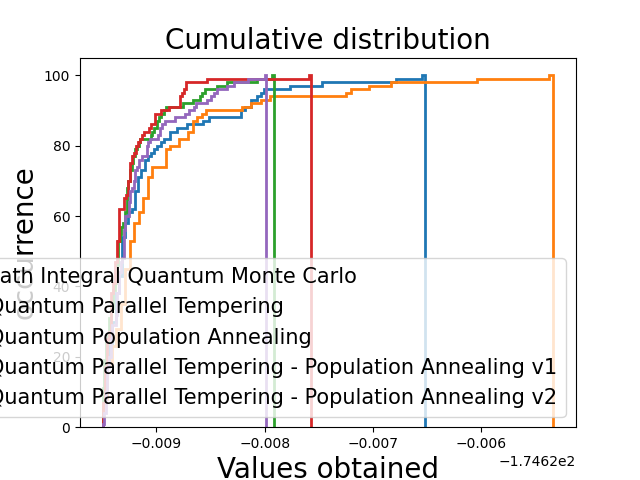 Cumulative distribution
100
80
60
40
20
0
occurrence
ath Integral Quantum Monte Carlo
Quantum Parallel Tempering
Quantum Population Annealing
Quantum Parallel Tempering - Population Annealing v1
Quantum Parallel Tempering - Population Annealing v2
−0.009 −0.008 −0.007 −0.006
−1.7462e2
Values obtained